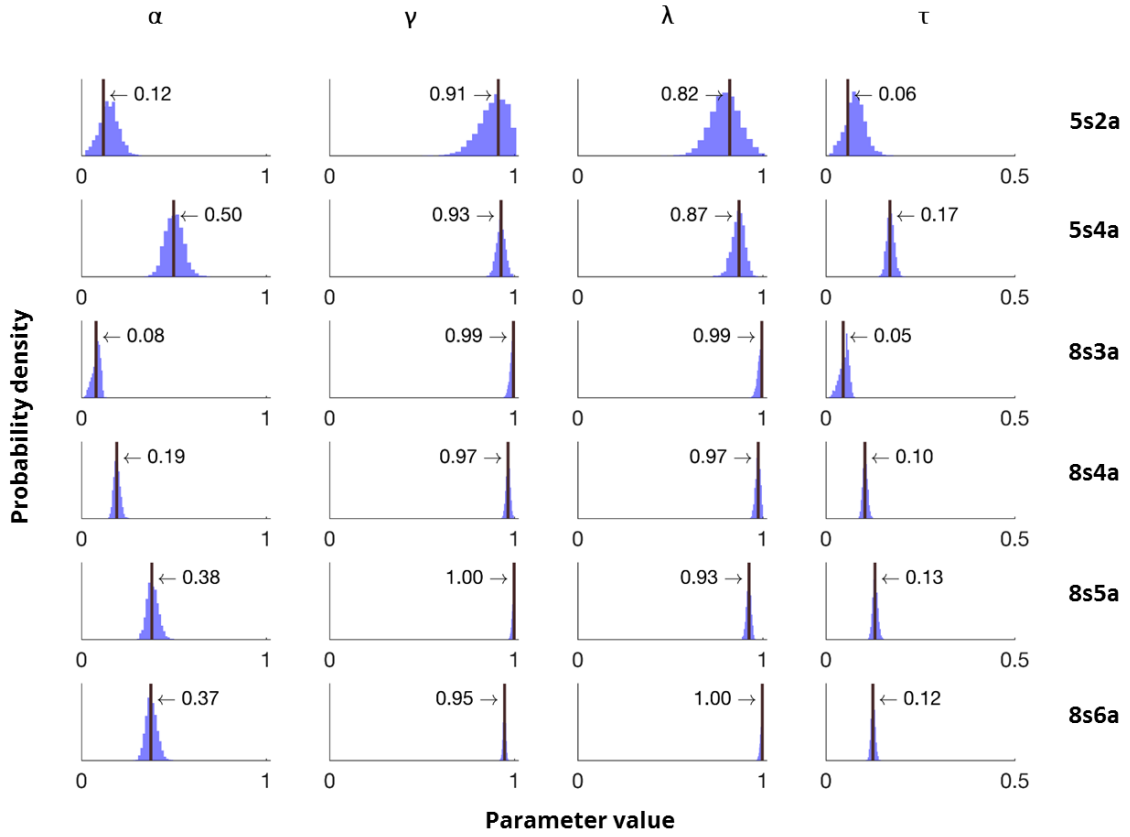 α γ λ τ
← 0.12 0.91 → 0.82 → ← 0.06 5s2a
0 1 0 1 0 1 0 0.5
← 0.50 0.93 → 0.87 → ← 0.17 5s4a
0 1 0 1 0 1 0 0.5
← 0.08 0.99 → 0.99 → ← 0.05 8s3a
0 1 0 1 0 1 0 0.5
← 0.19 0.97 → 0.97 → ← 0.10 8s4a
0 1 0 1 0 1 0 0.5
← 0.38 1.00 → 0.93 → ← 0.13 8s5a
0 1 0 1 0 1 0 0.5
← 0.37 0.95 → 1.00 → ← 0.12 8s6a
0 1 0 1 0 1 0 0.5
Probability density
Parameter value